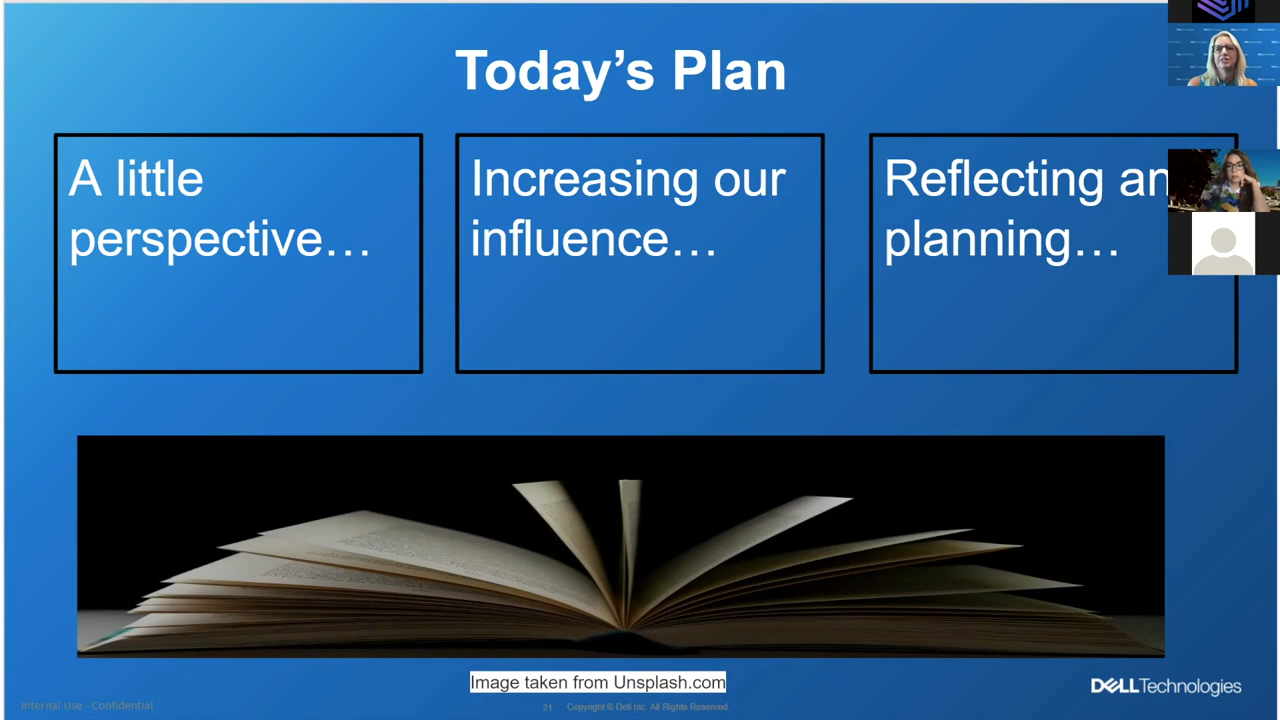 Today’s Plan
A little
perspective…
Increasing our
influence…
Reflecting an
planning…
Image taken from Unsplash.com
Internal Use - Confidential
21
Copyright © Dell Inc. All Rights Reserved.
DELLTechnologies